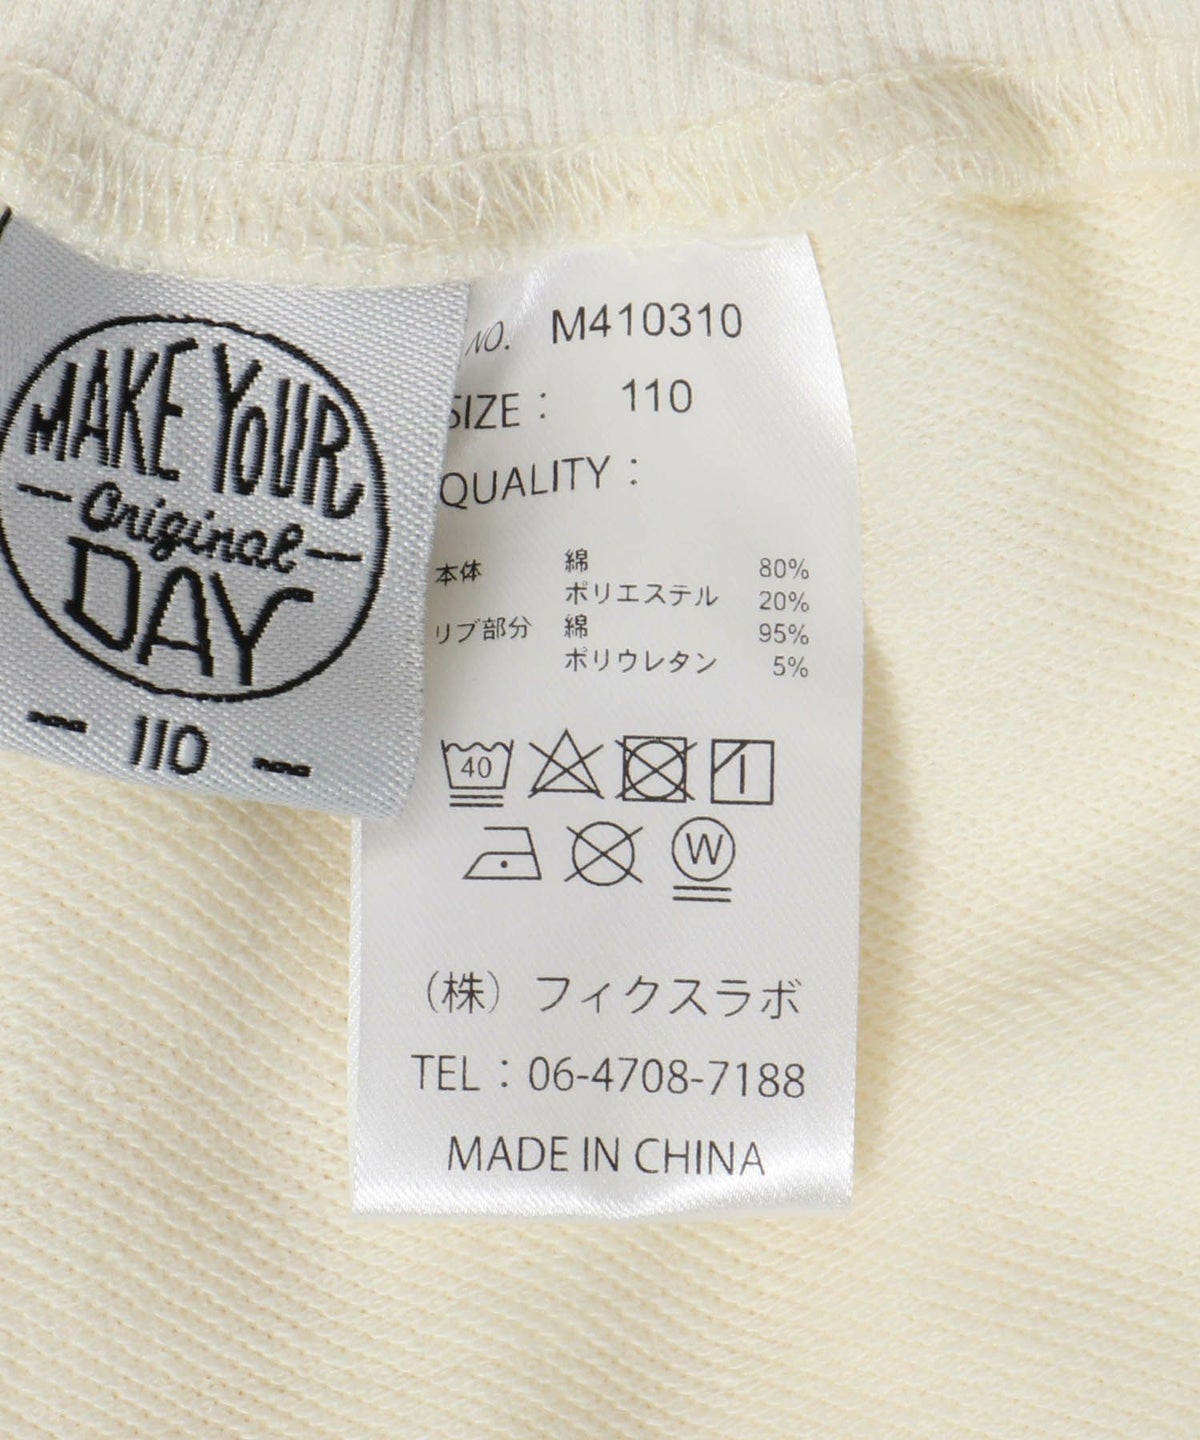 MAKE YOUR
Original
DAY
110
NO. M410310
SIZE : 110
QUALITY :
本体 綿 80%
ポリエステル 20%
リブ部分 綿 95%
ポリウレタン 5%
40
W
(株) フィクスラボ
TEL : 06-4708-7188
MADE IN CHINA